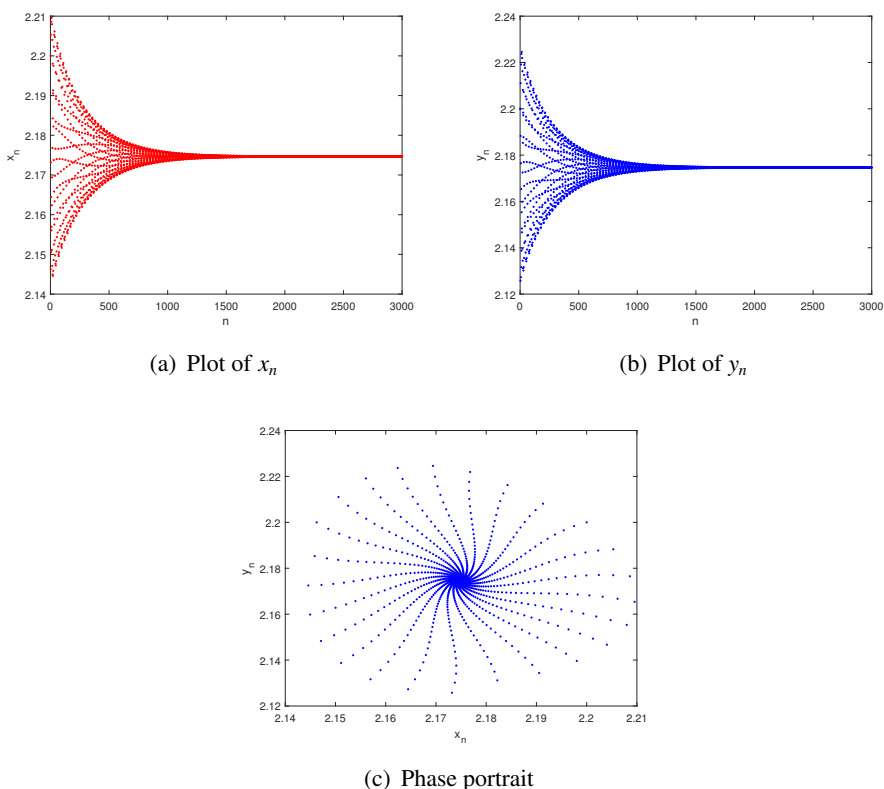 2.21
2.2
2.19
2.18
2.17
2.16
2.15
2.14
x_n
0 500 1000 1500 2000 2500 3000
n
(a) Plot of x_n
2.24
2.22
2.2
2.18
2.16
2.14
2.12
y_n
0 500 1000 1500 2000 2500 3000
n
(b) Plot of y_n
2.24
2.22
2.2
2.18
2.16
2.14
2.12
y_n
2.14 2.15 2.16 2.17 2.18 2.19 2.2 2.21
x_n
(c) Phase portrait